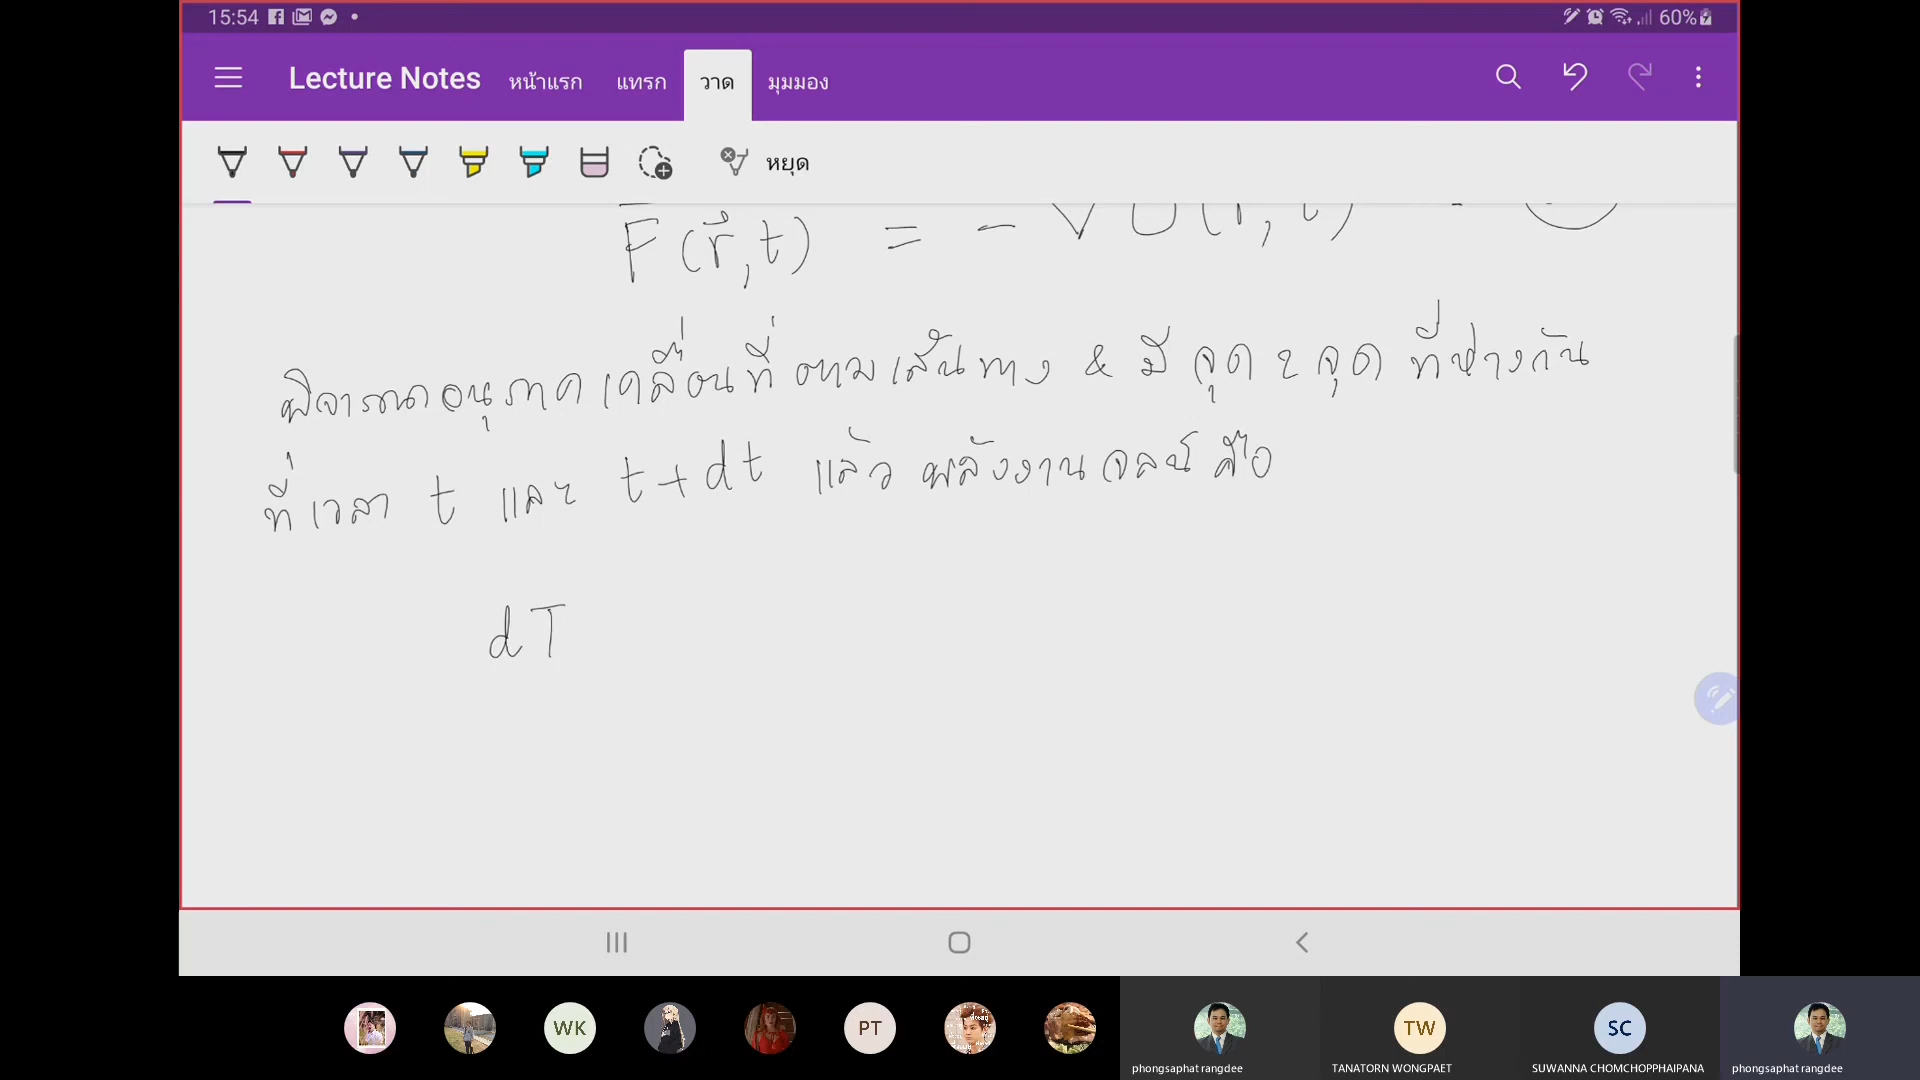 15:54
60%
Lecture Notes หน้าแรก แทรก วาด มุมมอง
หยุด
F(r⃗,t) = - ∇U(r,t)
พิจารณาอนุภาคเคลื่อนที่ตามเส้นทาง & มี จุด 2 จุด ที่ห่างกัน
ที่เวลา t และ t+dt แล้ว พลังงานจลน์ คือ
dT
WK
PT
TW
SC
phongsaphat rangdee
TANATORN WONGPAET
SUWANNA CHOMCHOPPHAIPANA
phongsaphat rangdee